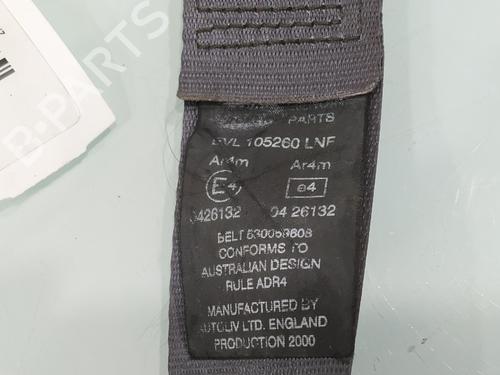 PARTS
EVL 105260 LNF
Ar4m Ar4m
E4 e4
0426132 04 26132
BELT 530059608
CONFORMS TO
AUSTRALIAN DESIGN
RULE ADR4
MANUFACTURED BY
AUTOLIV LTD. ENGLAND
PRODUCTION 2000
B-PARTS